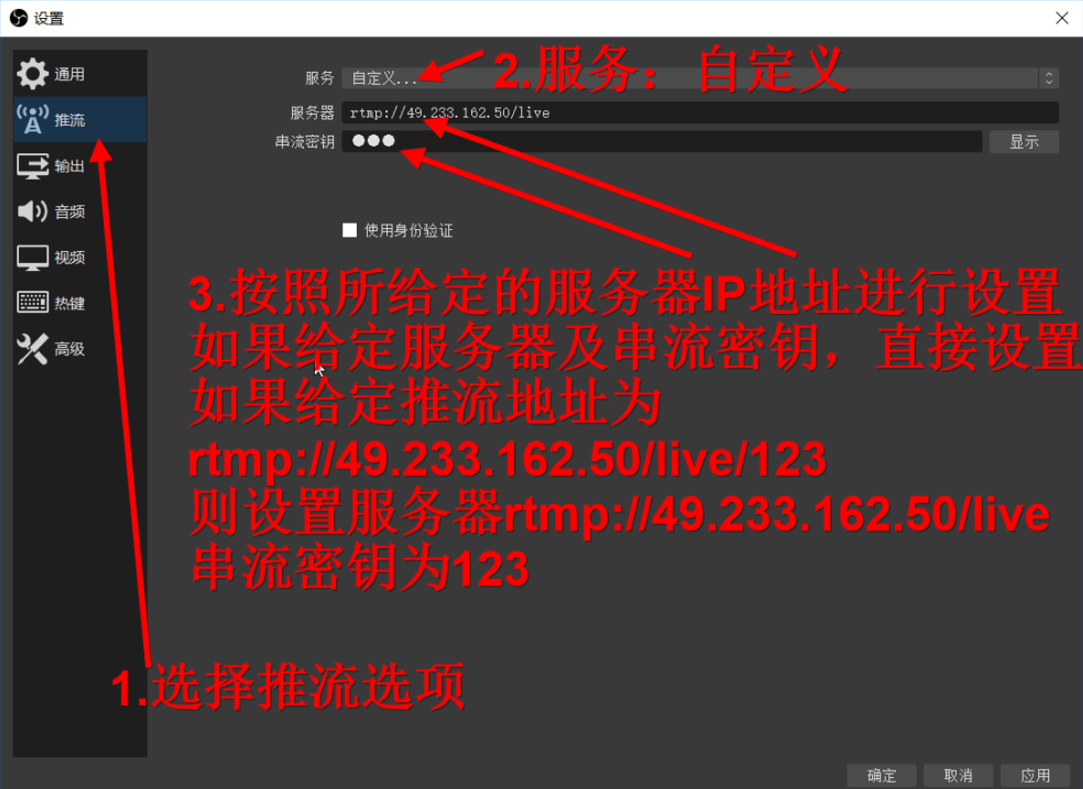 设置
通用
推流
输出
音频
视频
热键
高级
服务 自定义...
2.服务：自定义
服务器 rtmp://49.233.162.50/live
串流密钥 显示
使用身份验证
3.按照所给定的服务器IP地址进行设置
如果给定服务器及串流密钥，直接设置
如果给定推流地址为
rtmp://49.233.162.50/live/123
则设置服务器rtmp://49.233.162.50/live
串流密钥为123
1.选择推流选项
确定 取消 应用